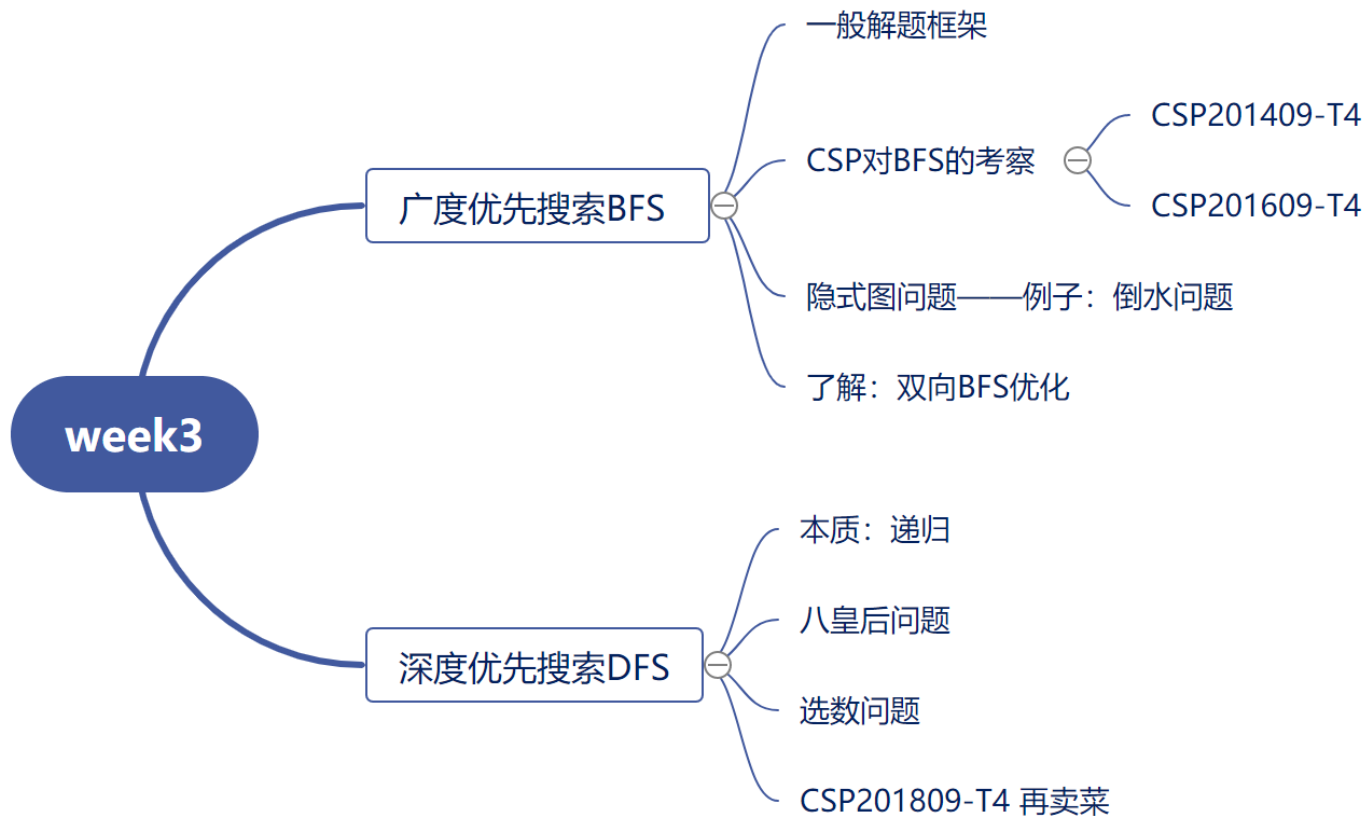 week3
广度优先搜索BFS
一般解题框架
CSP对BFS的考察
CSP201409-T4
CSP201609-T4
隐式图问题——例子：倒水问题
了解：双向BFS优化
深度优先搜索DFS
本质：递归
八皇后问题
选数问题
CSP201809-T4 再卖菜